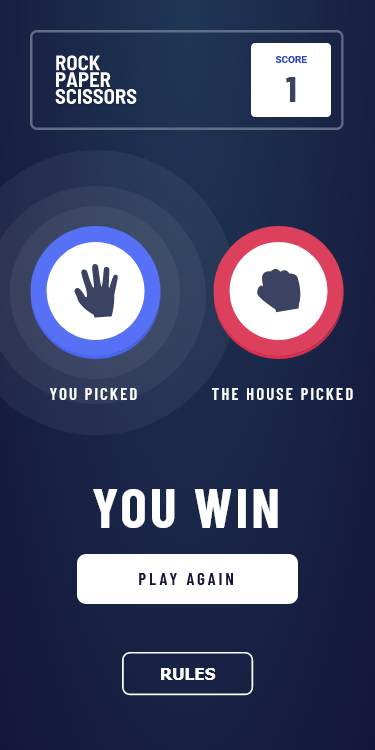 ROCK
PAPER
SCISSORS
SCORE
1
YOU PICKED
THE HOUSE PICKED
YOU WIN
PLAY AGAIN
RULES